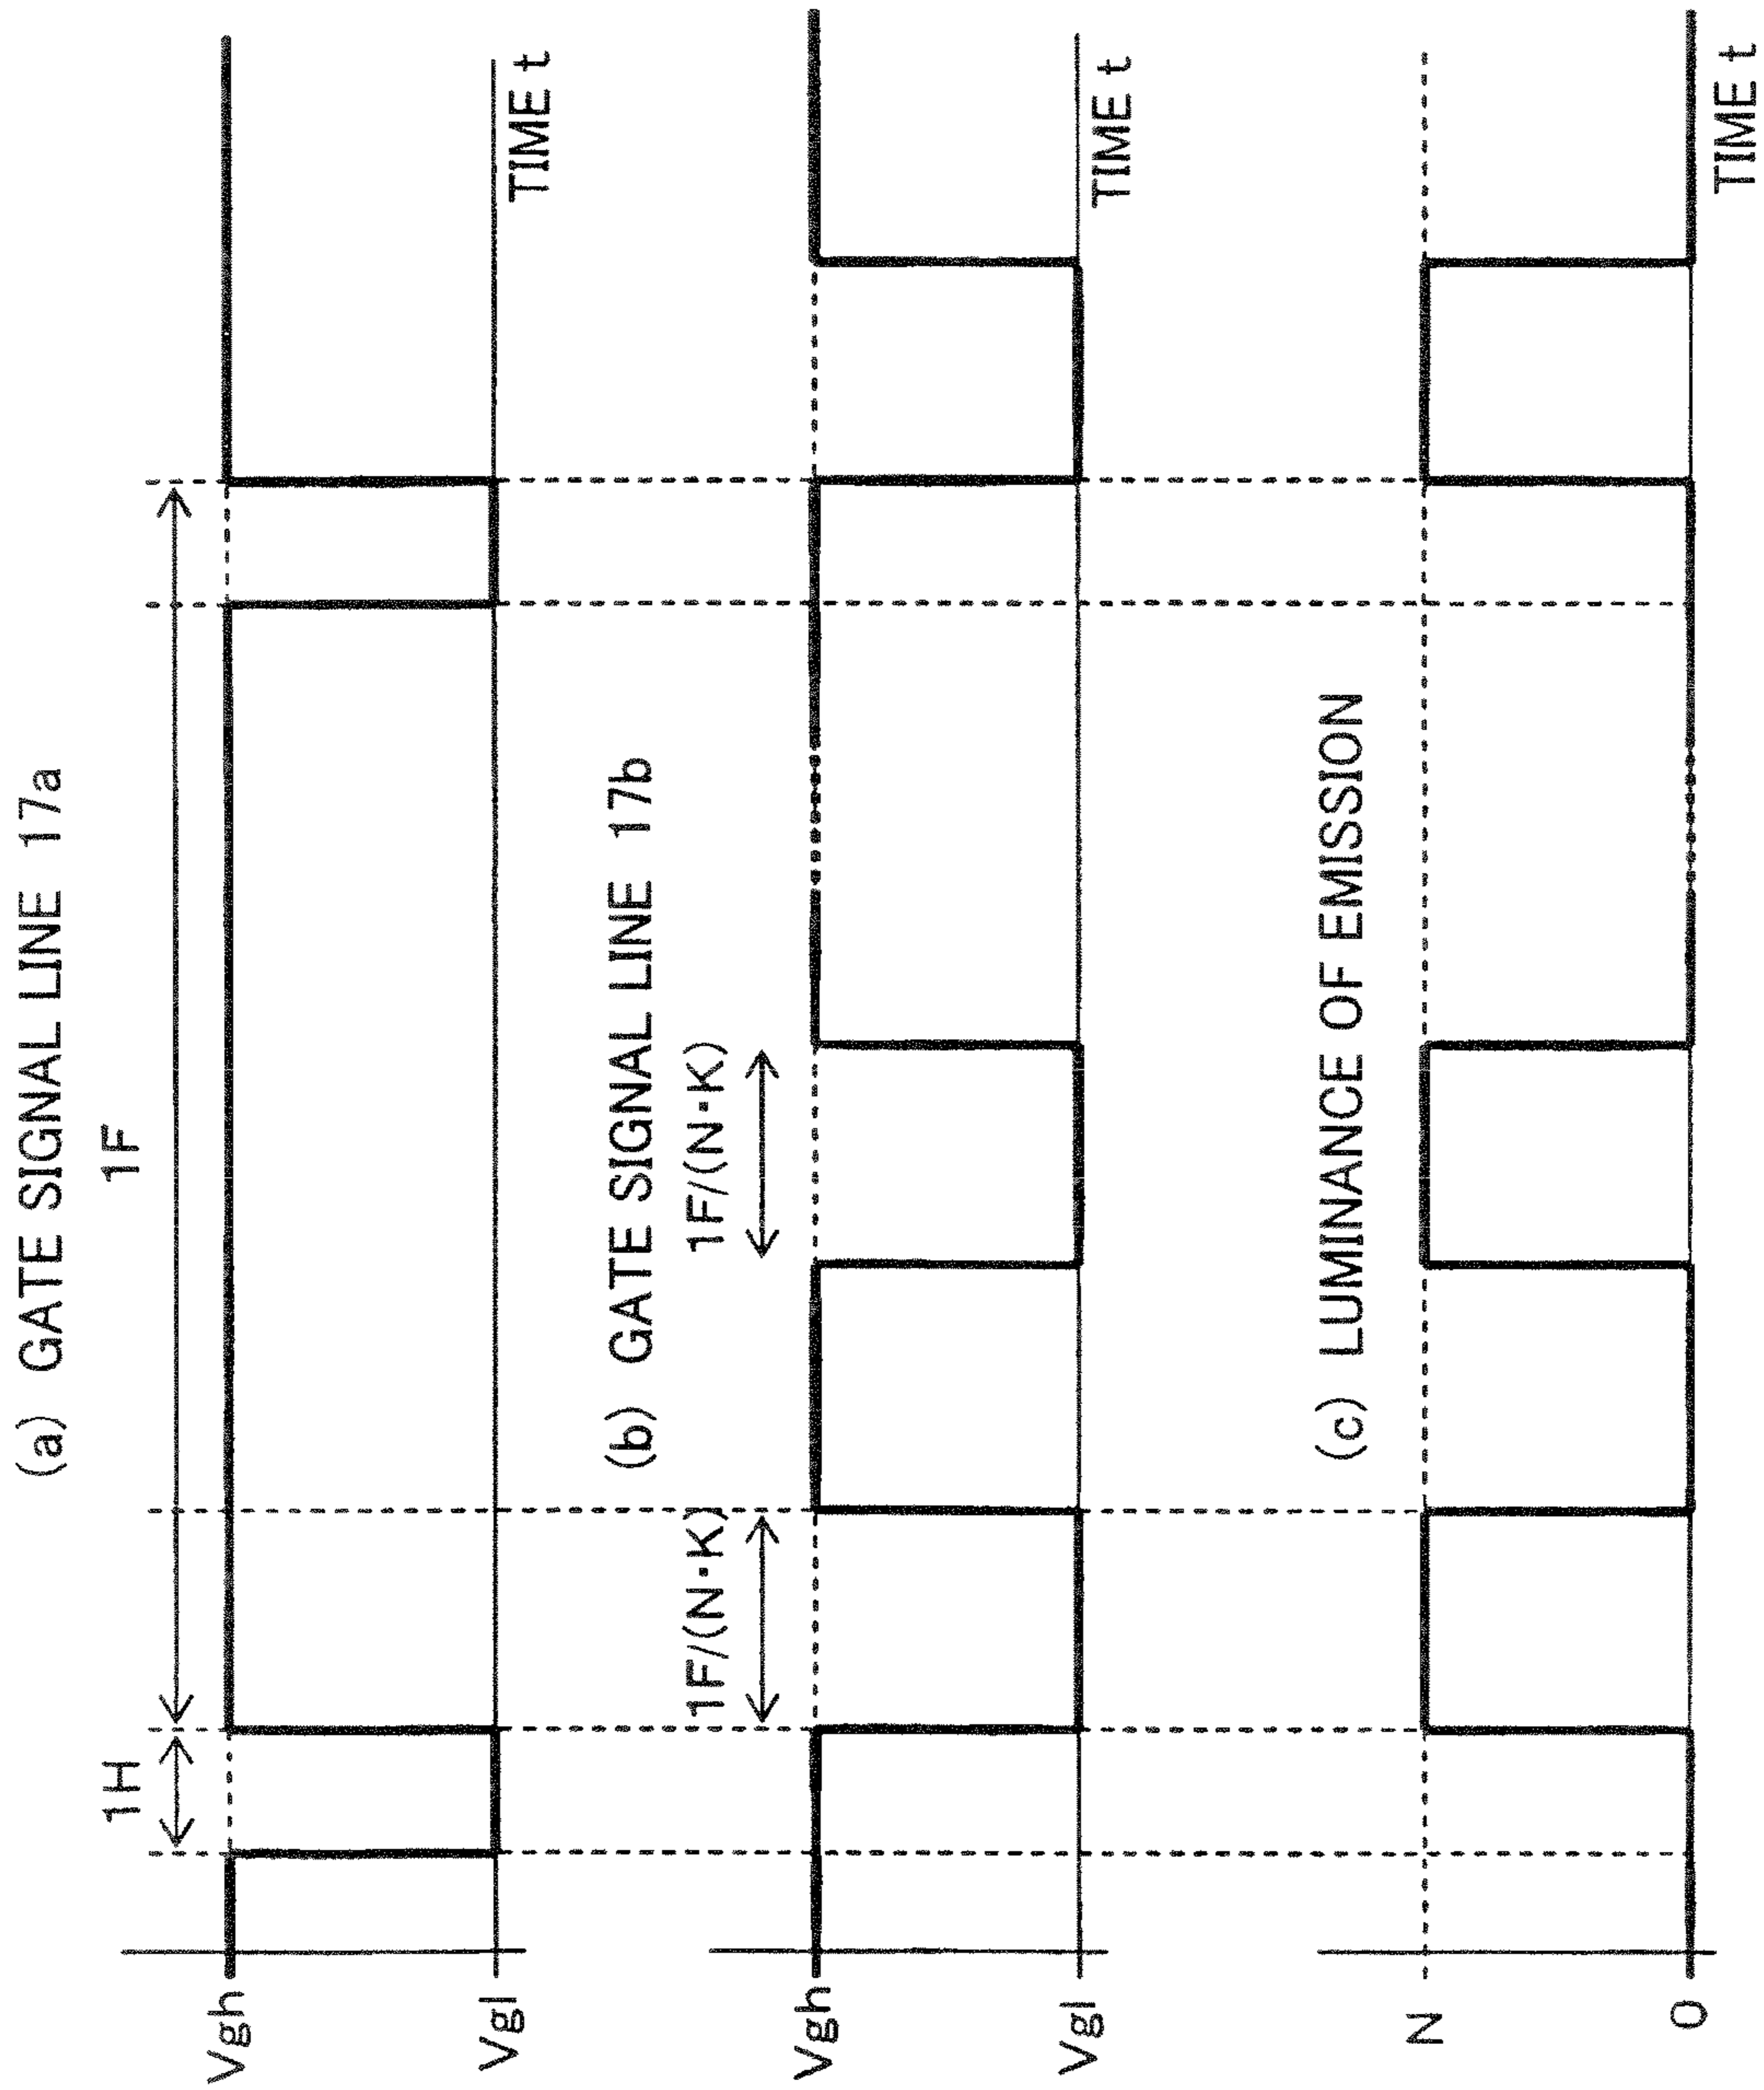 (a) GATE SIGNAL LINE 17a
1H
1F
Vgh
Vgl
TIME t
(b) GATE SIGNAL LINE 17b
1F/(N·K)
1F/(N·K)
Vgh
Vgl
TIME t
(c) LUMINANCE OF EMISSION
N
0
TIME t